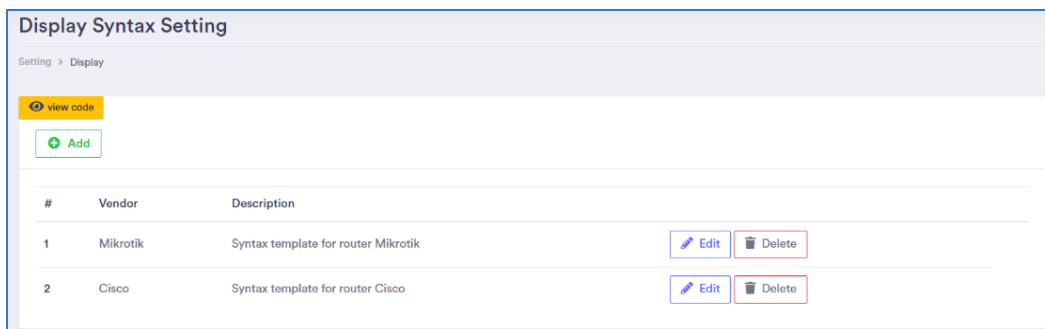 Display Syntax Setting
Setting > Display
view code
Add
# Vendor Description
1 Mikrotik Syntax template for router Mikrotik Edit Delete
2 Cisco Syntax template for router Cisco Edit Delete